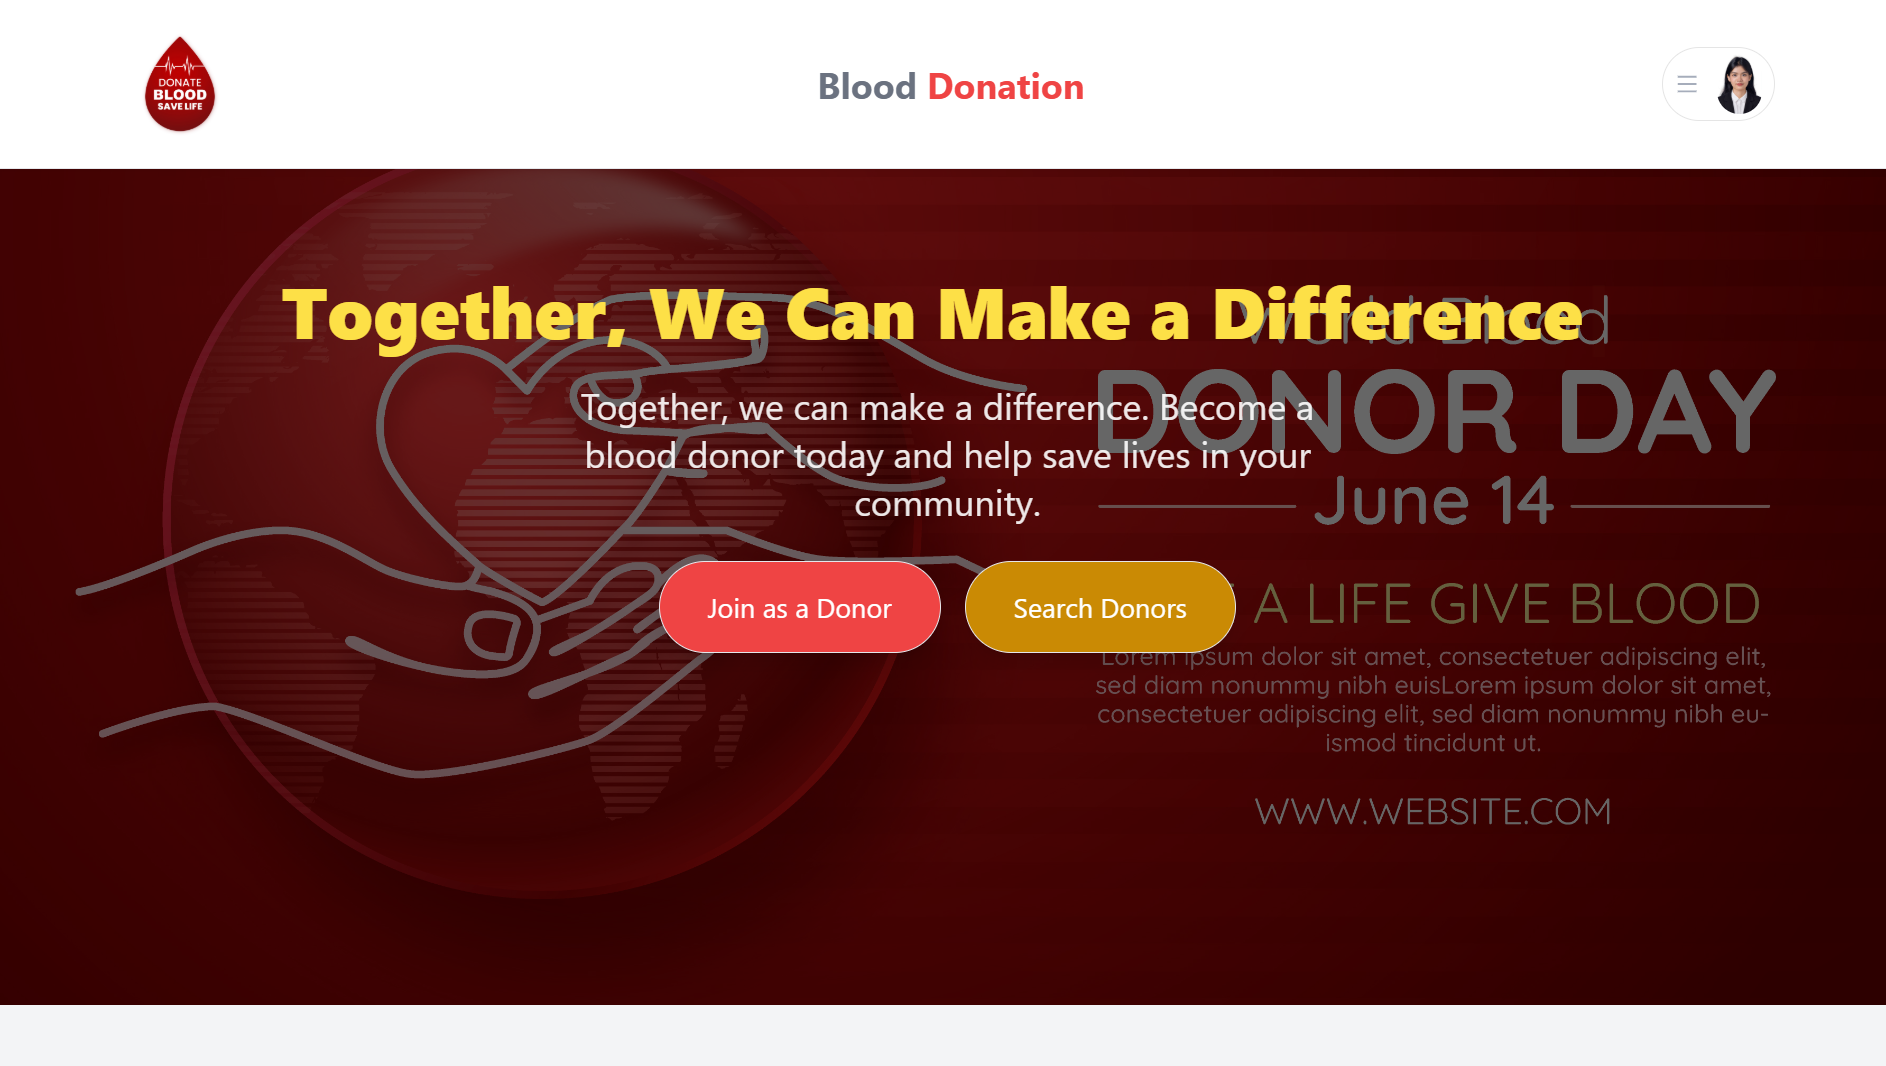 DONATE
BLOOD
SAVE LIFE
Blood Donation
Together, We Can Make a Difference
World Blood
DONOR DAY
Together, we can make a difference. Become a
blood donor today and help save lives in your
community.
June 14
Join as a Donor
Search Donors
A LIFE GIVE BLOOD
Lorem ipsum dolor sit amet, consectetuer adipiscing elit,
sed diam nonummy nibh euisLorem ipsum dolor sit amet,
consectetuer adipiscing elit, sed diam nonummy nibh eu-
ismod tincidunt ut.
WWW.WEBSITE.COM